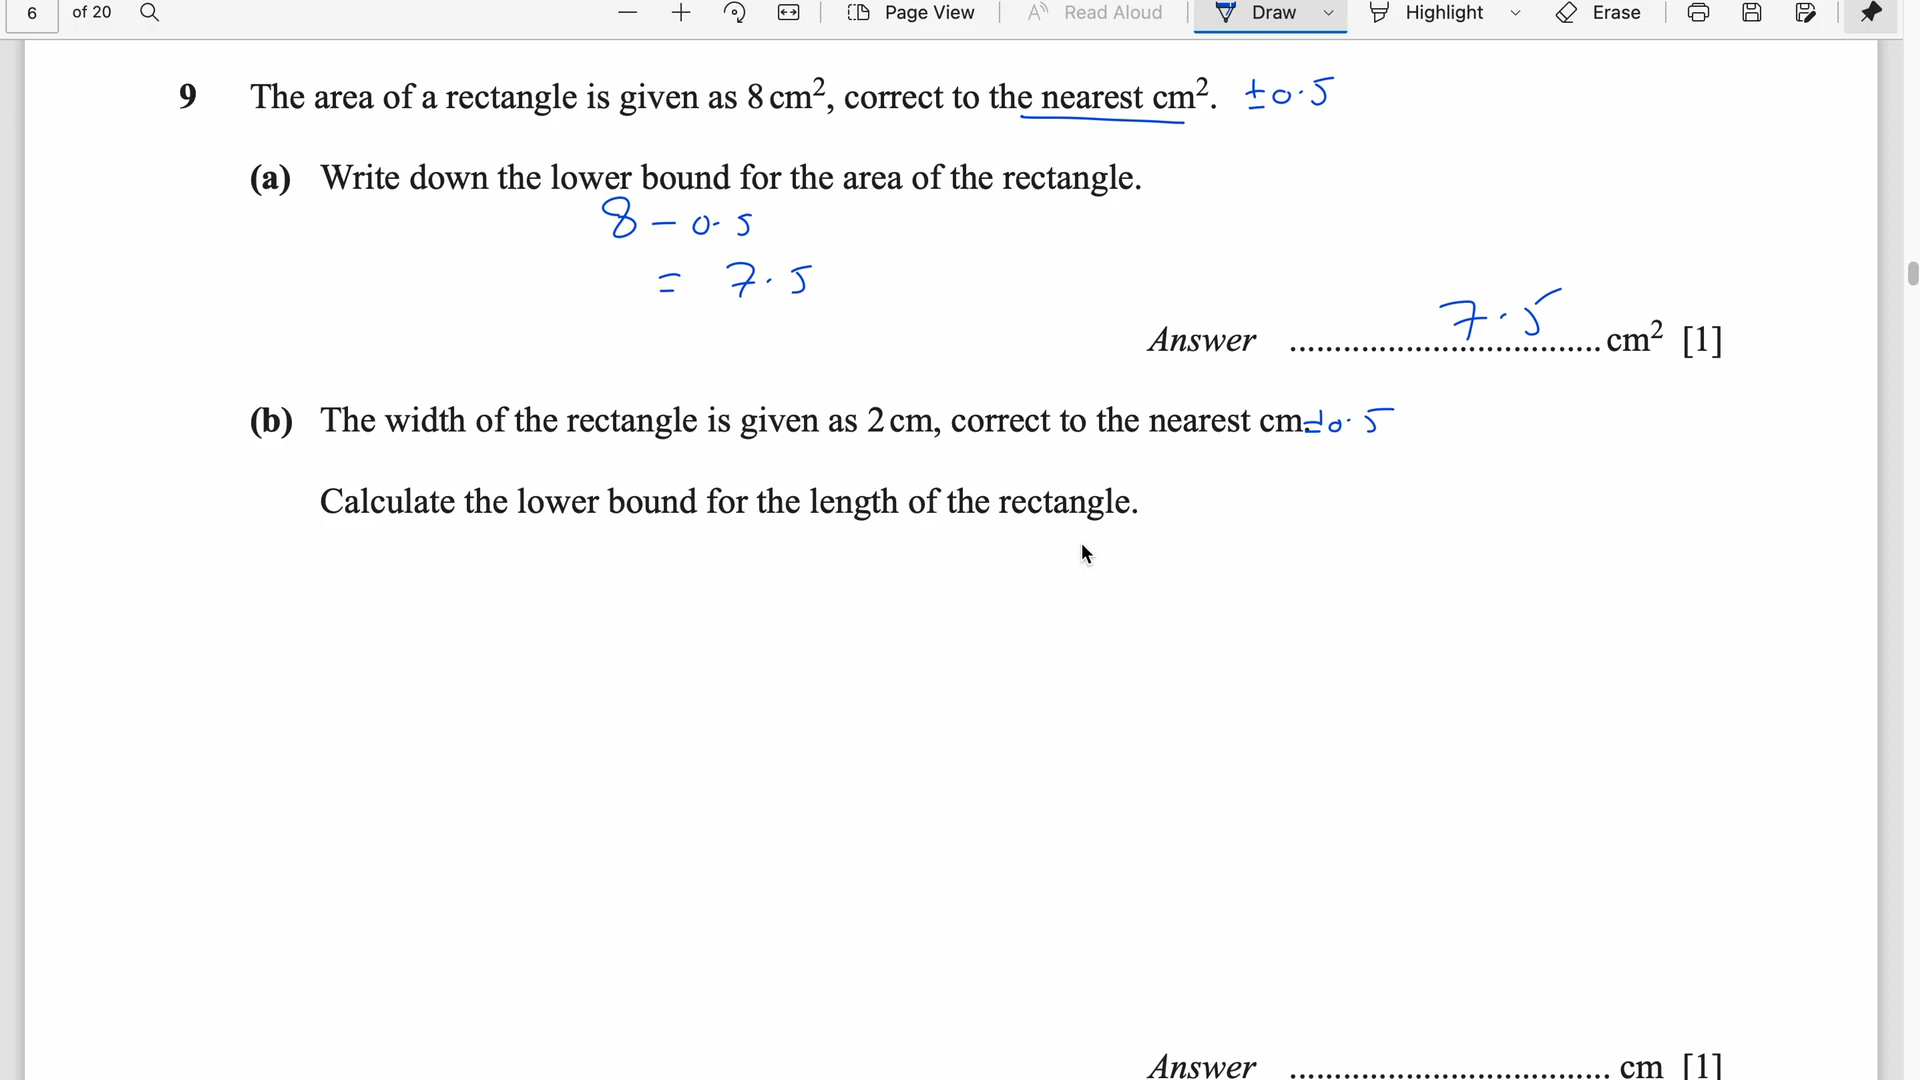 6 of 20 Page View Read Aloud Draw Highlight Erase
9 The area of a rectangle is given as 8 cm², correct to the nearest cm². ±0.5
(a) Write down the lower bound for the area of the rectangle.
8 - 0.5
= 7.5
7.5
Answer .................................. cm² [1]
(b) The width of the rectangle is given as 2 cm, correct to the nearest cm. ±0.5
Calculate the lower bound for the length of the rectangle.
Answer .................................. cm [1]